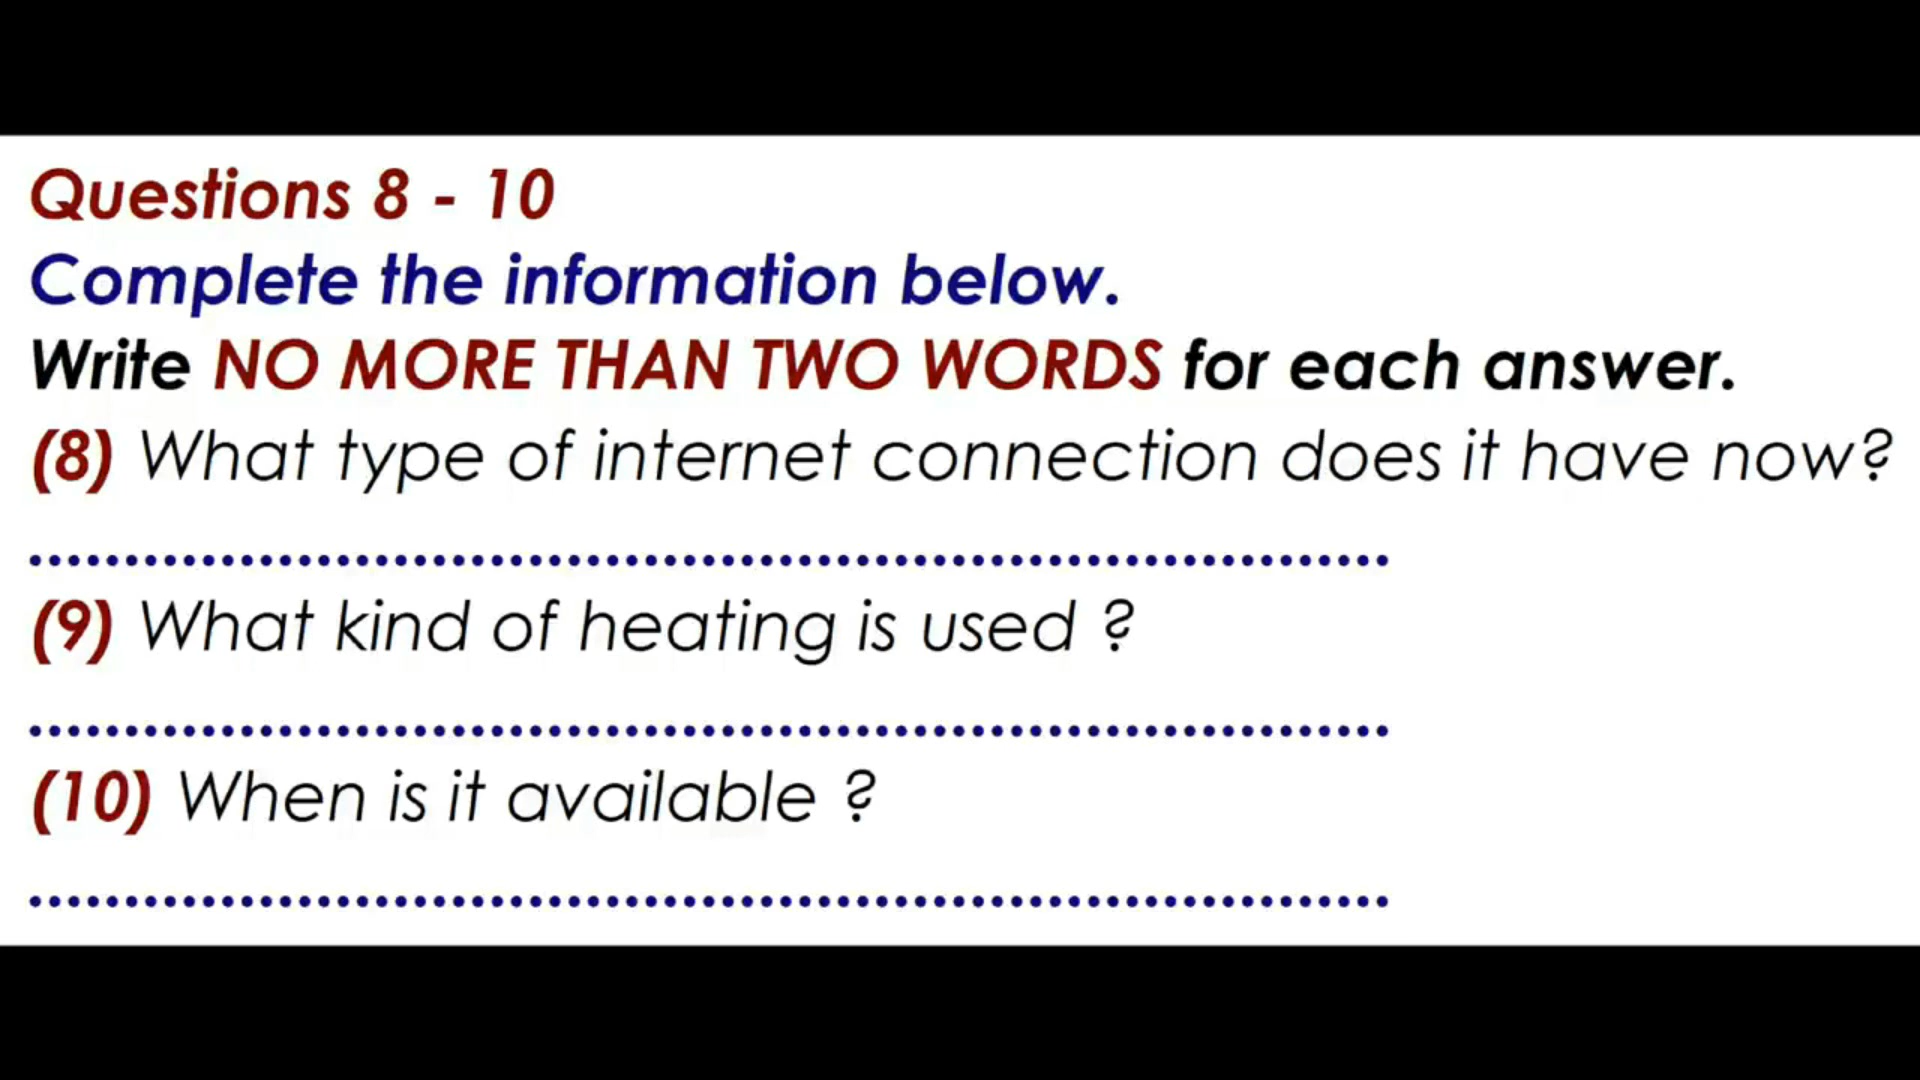 Questions 8 - 10
Complete the information below.
Write NO MORE THAN TWO WORDS for each answer.
(8) What type of internet connection does it have now?
.......................................................................
(9) What kind of heating is used ?
.......................................................................
(10) When is it available ?
.......................................................................